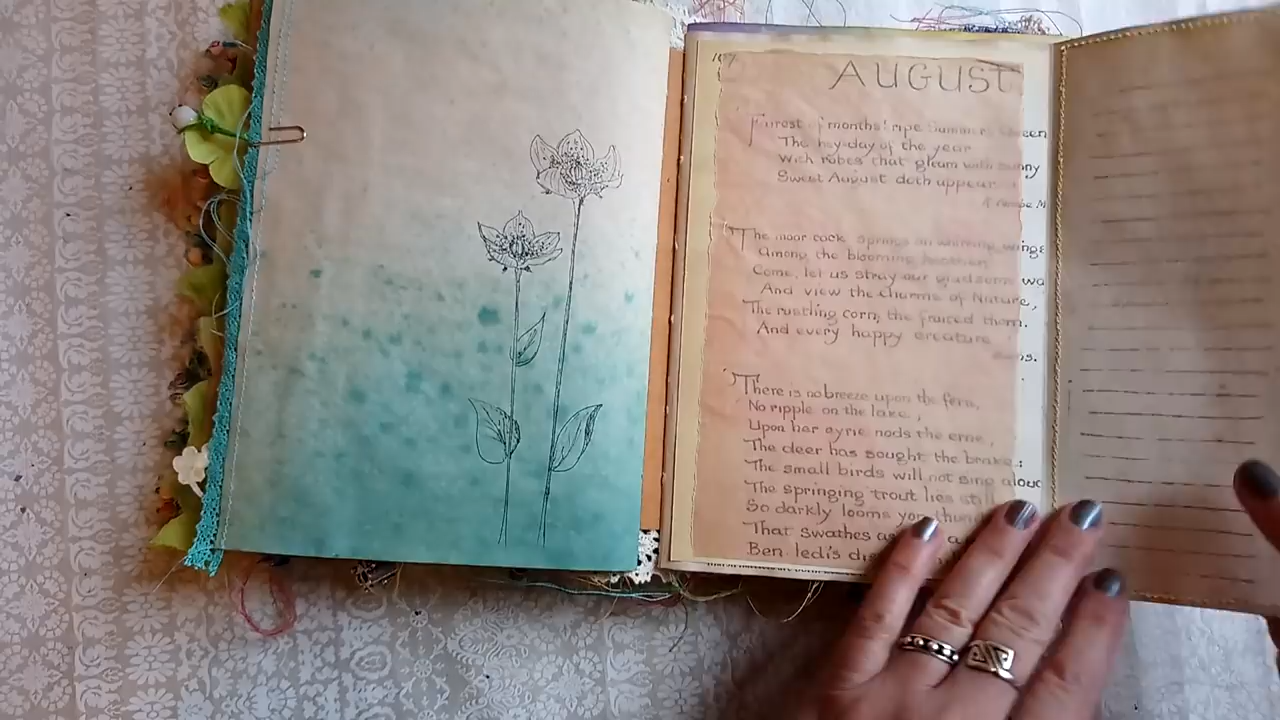 AUGUST
Fairest of months! ripe Summer's Queen
The hey-day of the year
With robes that gleam with sunny
Sweet August doth appear
The moor cock springs on whirring wings
Among the blooming heather
Come, let us stray our gladsome wa
And view the charms of Nature,
The rustling corn, the fruited thorn.
And every happy creature
There is no breeze upon the fern,
No ripple on the lake,
Upon her eyrie nods the erne,
The deer has sought the brake:
The small birds will not sing aloud
The springing trout lies still
So darkly looms yon thun
That swathes as a
Ben Ledi's dis